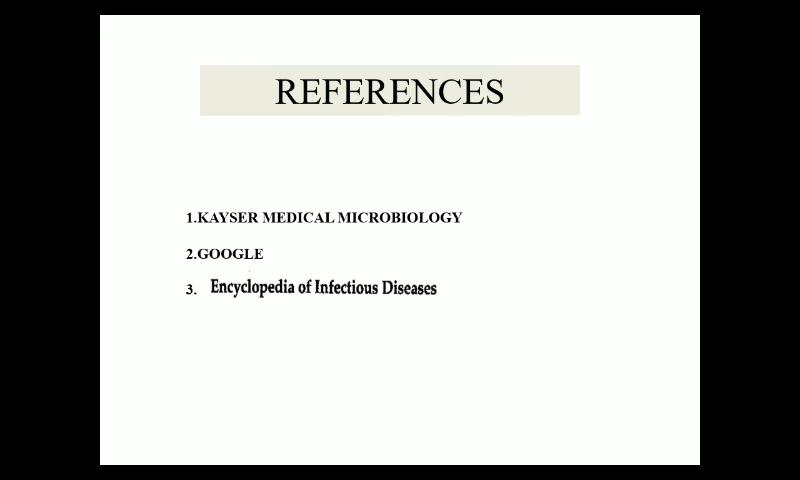 REFERENCES
1.KAYSER MEDICAL MICROBIOLOGY
2.GOOGLE
3. Encyclopedia of Infectious Diseases